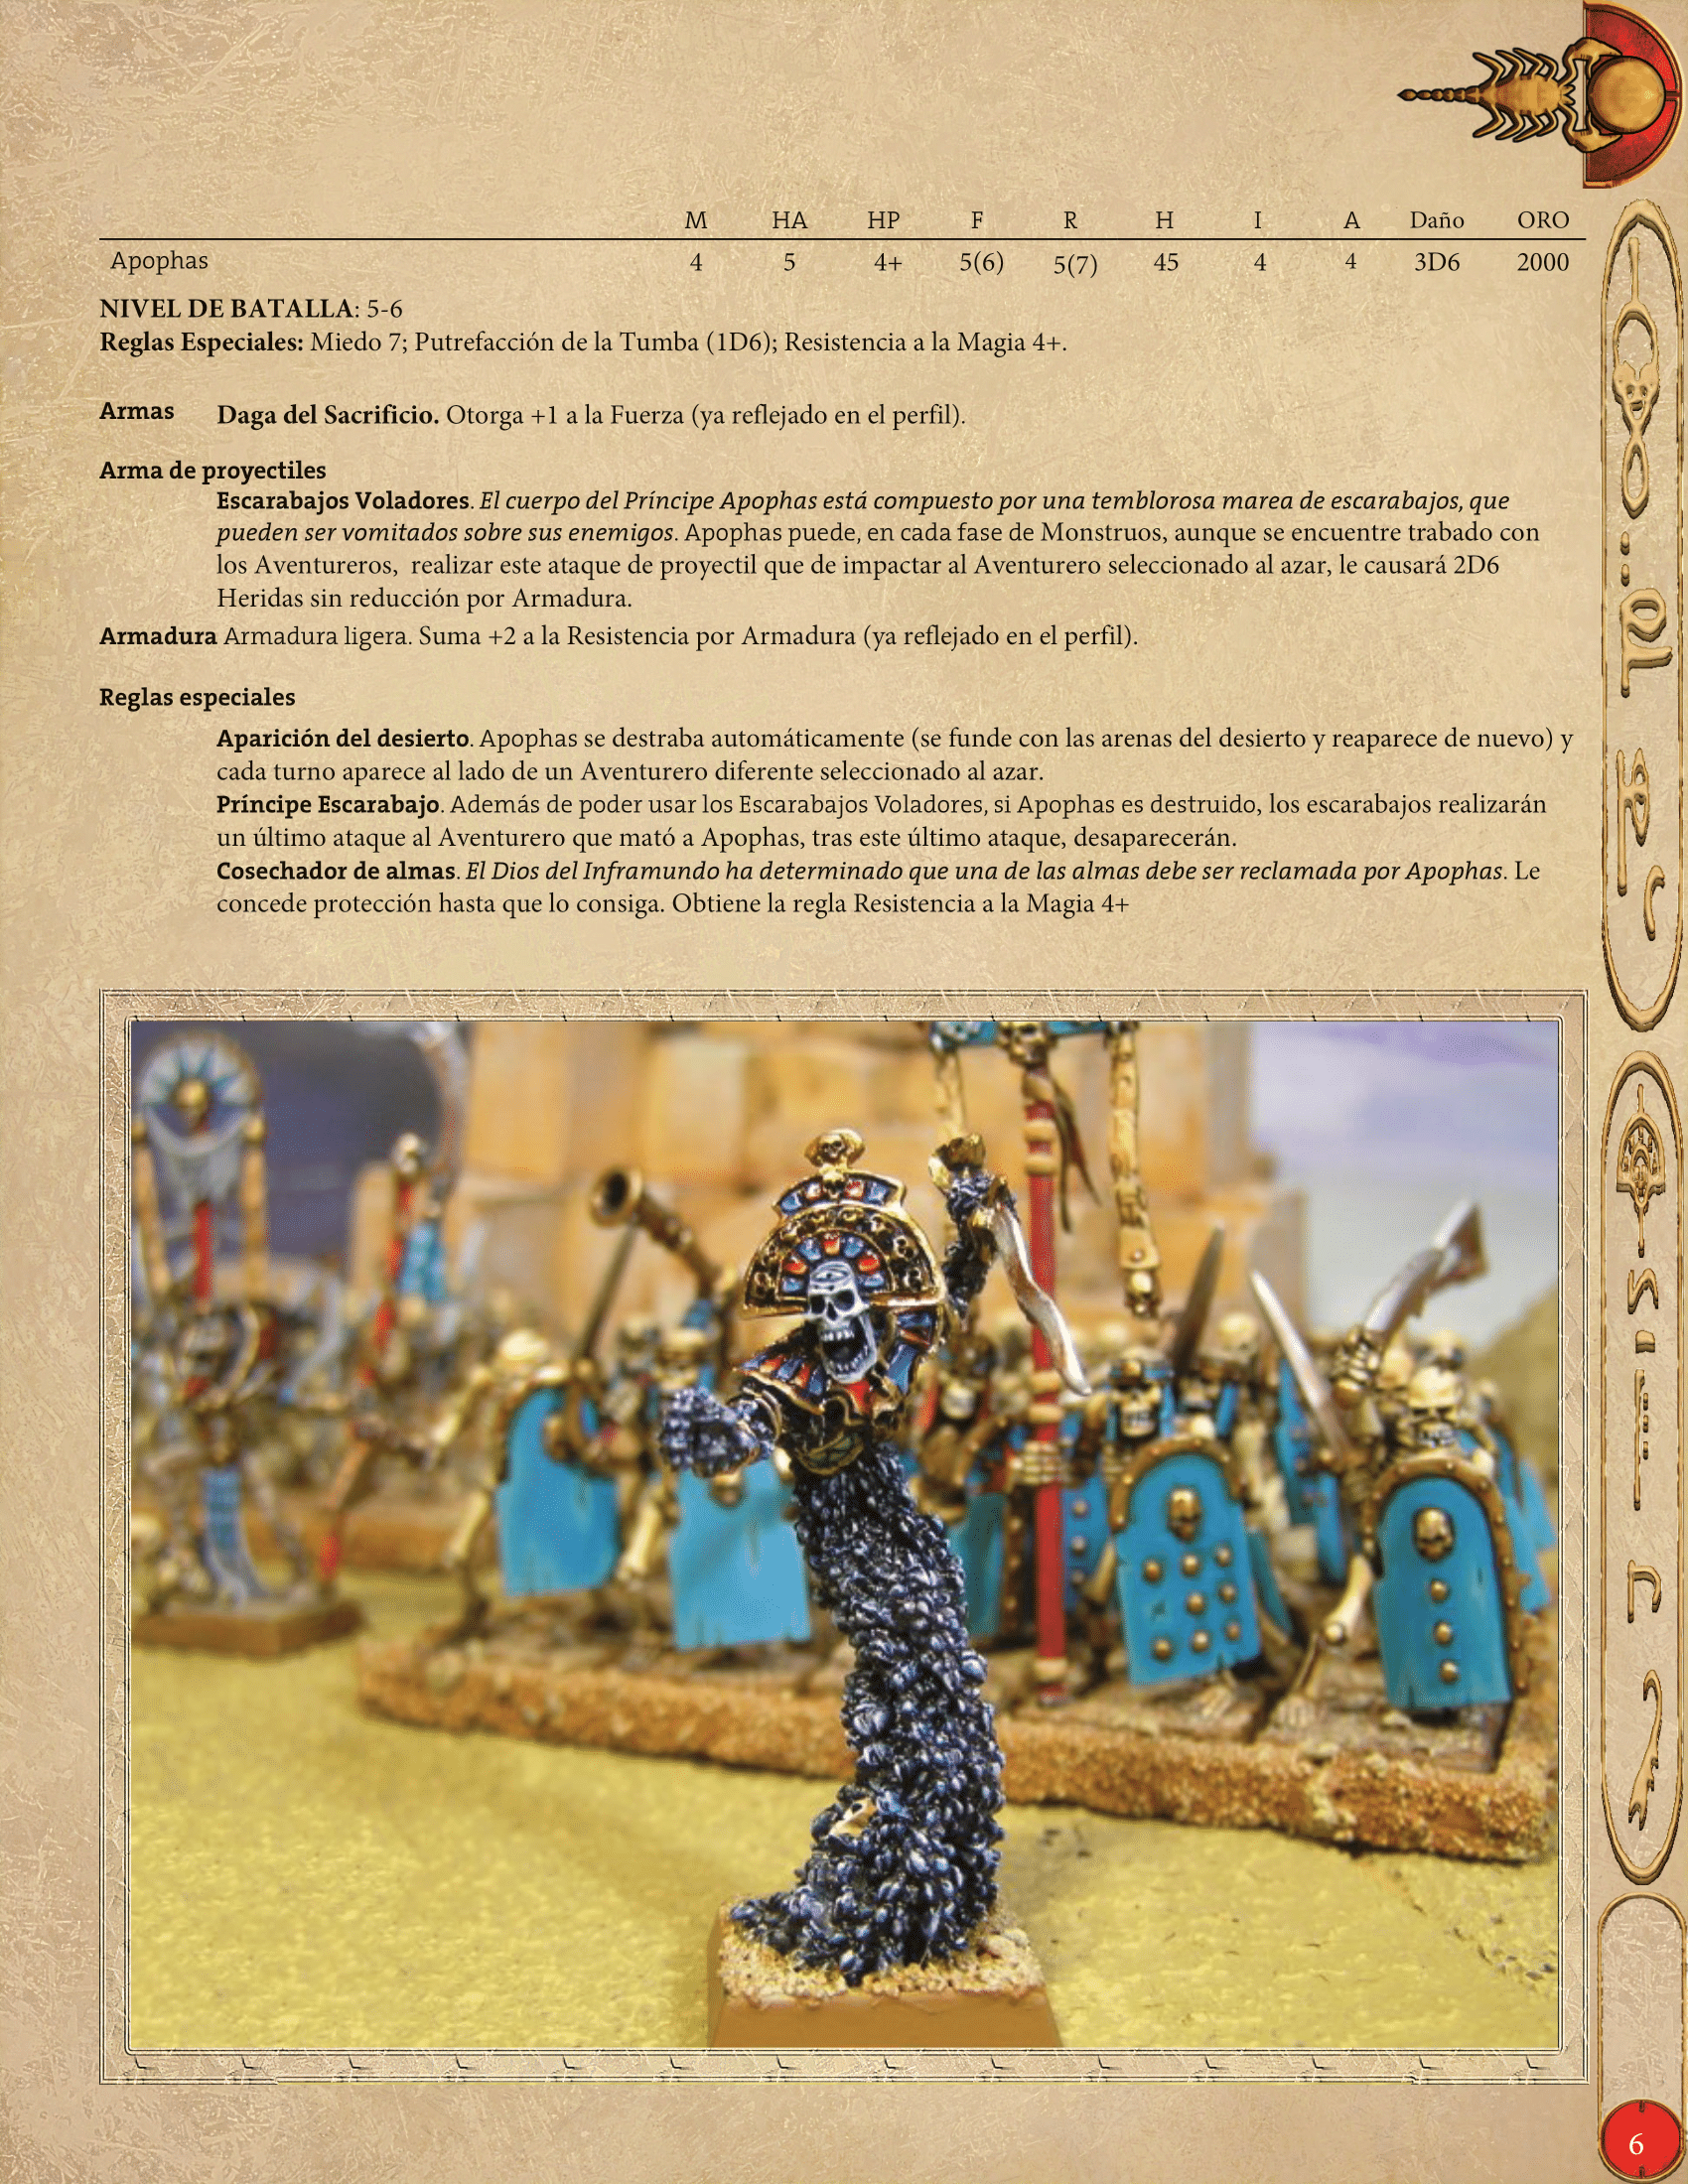 M HA HP F R H I A Daño ORO
Apophas 4 5 4+ 5(6) 5(7) 45 4 4 3D6 2000
NIVEL DE BATALLA: 5-6
Reglas Especiales: Miedo 7; Putrefacción de la Tumba (1D6); Resistencia a la Magia 4+.
Armas Daga del Sacrificio. Otorga +1 a la Fuerza (ya reflejado en el perfil).
Arma de proyectiles
Escarabajos Voladores. El cuerpo del Príncipe Apophas está compuesto por una temblorosa marea de escarabajos, que
pueden ser vomitados sobre sus enemigos. Apophas puede, en cada fase de Monstruos, aunque se encuentre trabado con
los Aventureros, realizar este ataque de proyectil que de impactar al Aventurero seleccionado al azar, le causará 2D6
Heridas sin reducción por Armadura.
Armadura Armadura ligera. Suma +2 a la Resistencia por Armadura (ya reflejado en el perfil).
Reglas especiales
Aparición del desierto. Apophas se destraba automáticamente (se funde con las arenas del desierto y reaparece de nuevo) y
cada turno aparece al lado de un Aventurero diferente seleccionado al azar.
Príncipe Escarabajo. Además de poder usar los Escarabajos Voladores, si Apophas es destruido, los escarabajos realizarán
un último ataque al Aventurero que mató a Apophas, tras este último ataque, desaparecerán.
Cosechador de almas. El Dios del Inframundo ha determinado que una de las almas debe ser reclamada por Apophas. Le
concede protección hasta que lo consiga. Obtiene la regla Resistencia a la Magia 4+
6